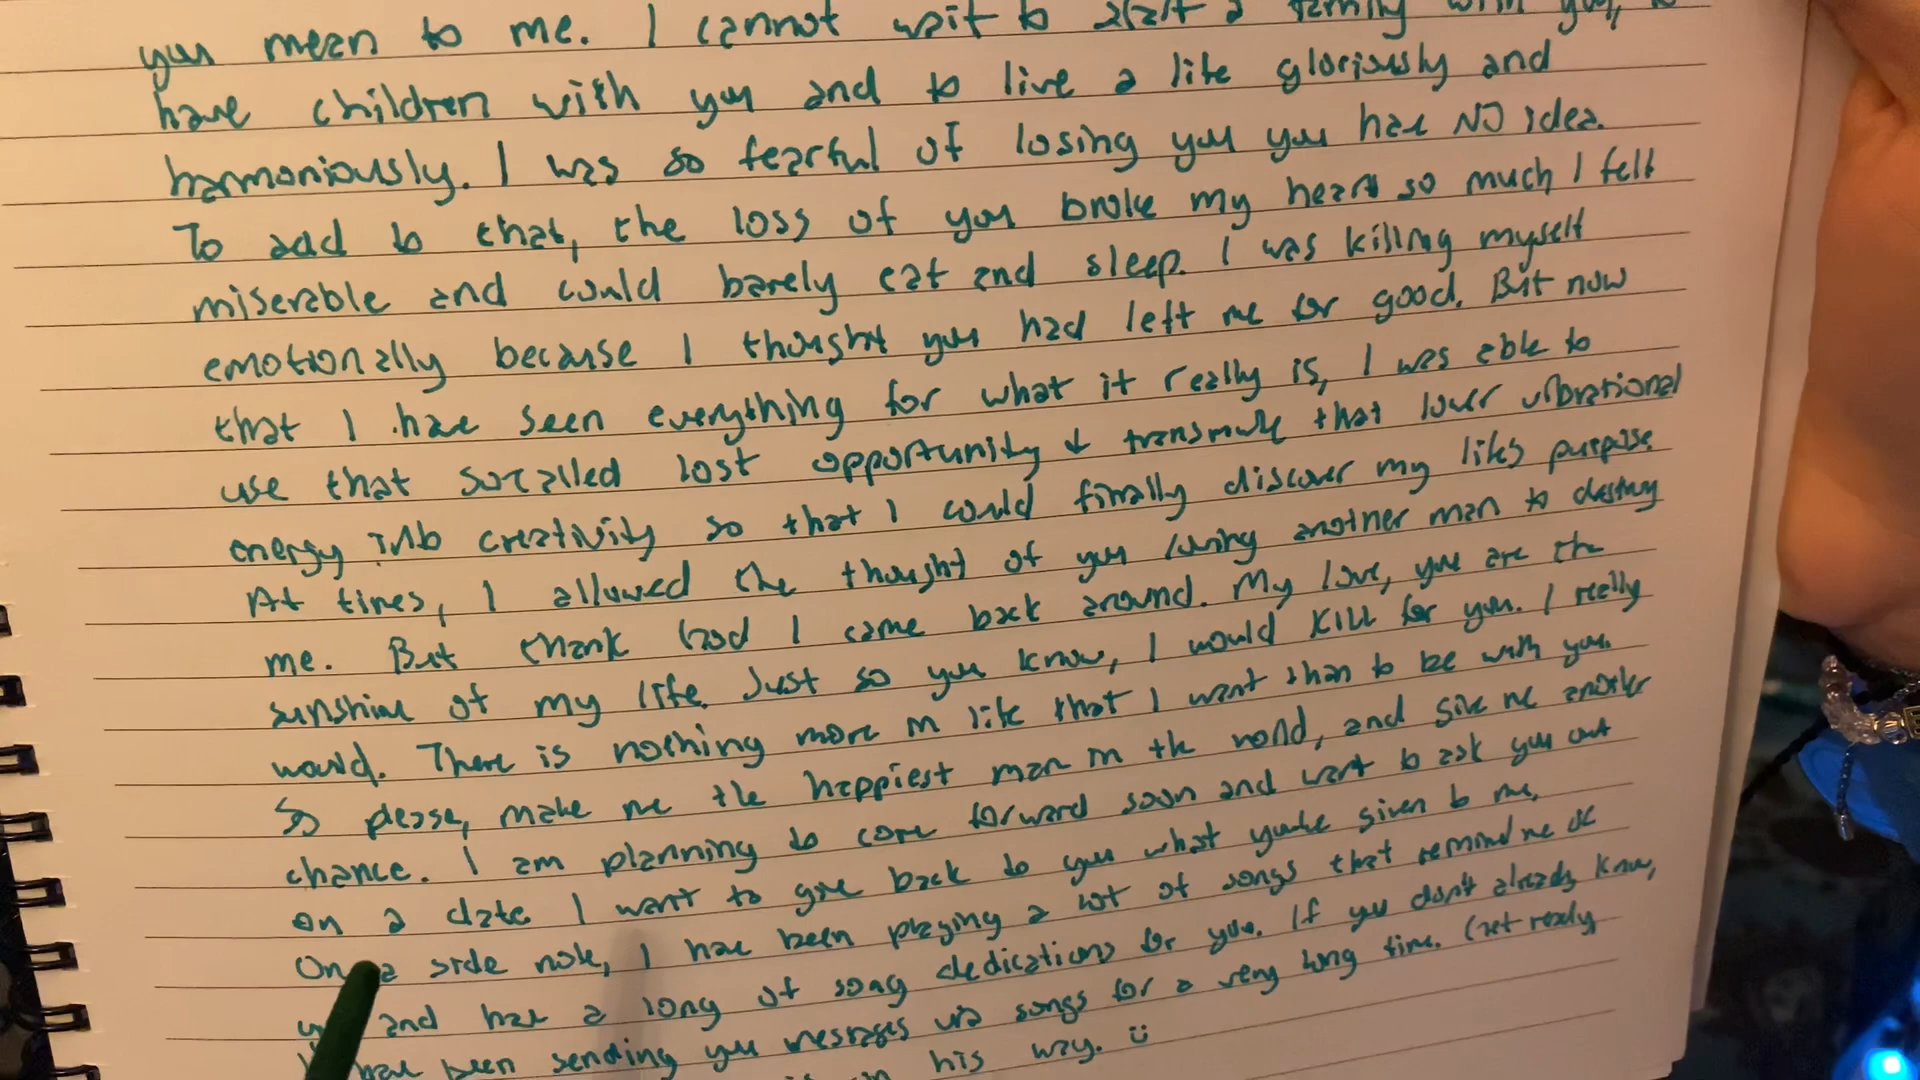 you mean to me. I cannot wait to start a family with you, to
have children with you and to live a life gloriously and
harmoniously. I was so fearful of losing you you have NO idea.
To add to that, the loss of you broke my heart so much I felt
miserable and could barely eat and sleep. I was killing myself
emotionally because I thought you had left me for good. But now
that I have seen everything for what it really is, I was able to
use that socalled lost opportunity & transmute that lower vibrational
energy into creativity so that I could finally discover my life's purpose.
At times, I allowed the thought of you loving another man to destroy
me. But thank God I came back around. My love, you are the
sunshine of my life. Just so you know, I would KILL for you. I really
would. There is nothing more in life that I want than to be with you.
So please, make me the happiest man in the world, and give me another
chance. I am planning to come forward soon and want to ask you out
on a date I want to give back to you what you've given to me.
On a side note, I have been playing a lot of songs that remind me of
and have a long of song dedications for you. If you don't already know,
have been sending you messages via songs for a very long time. Get ready
his way. ü